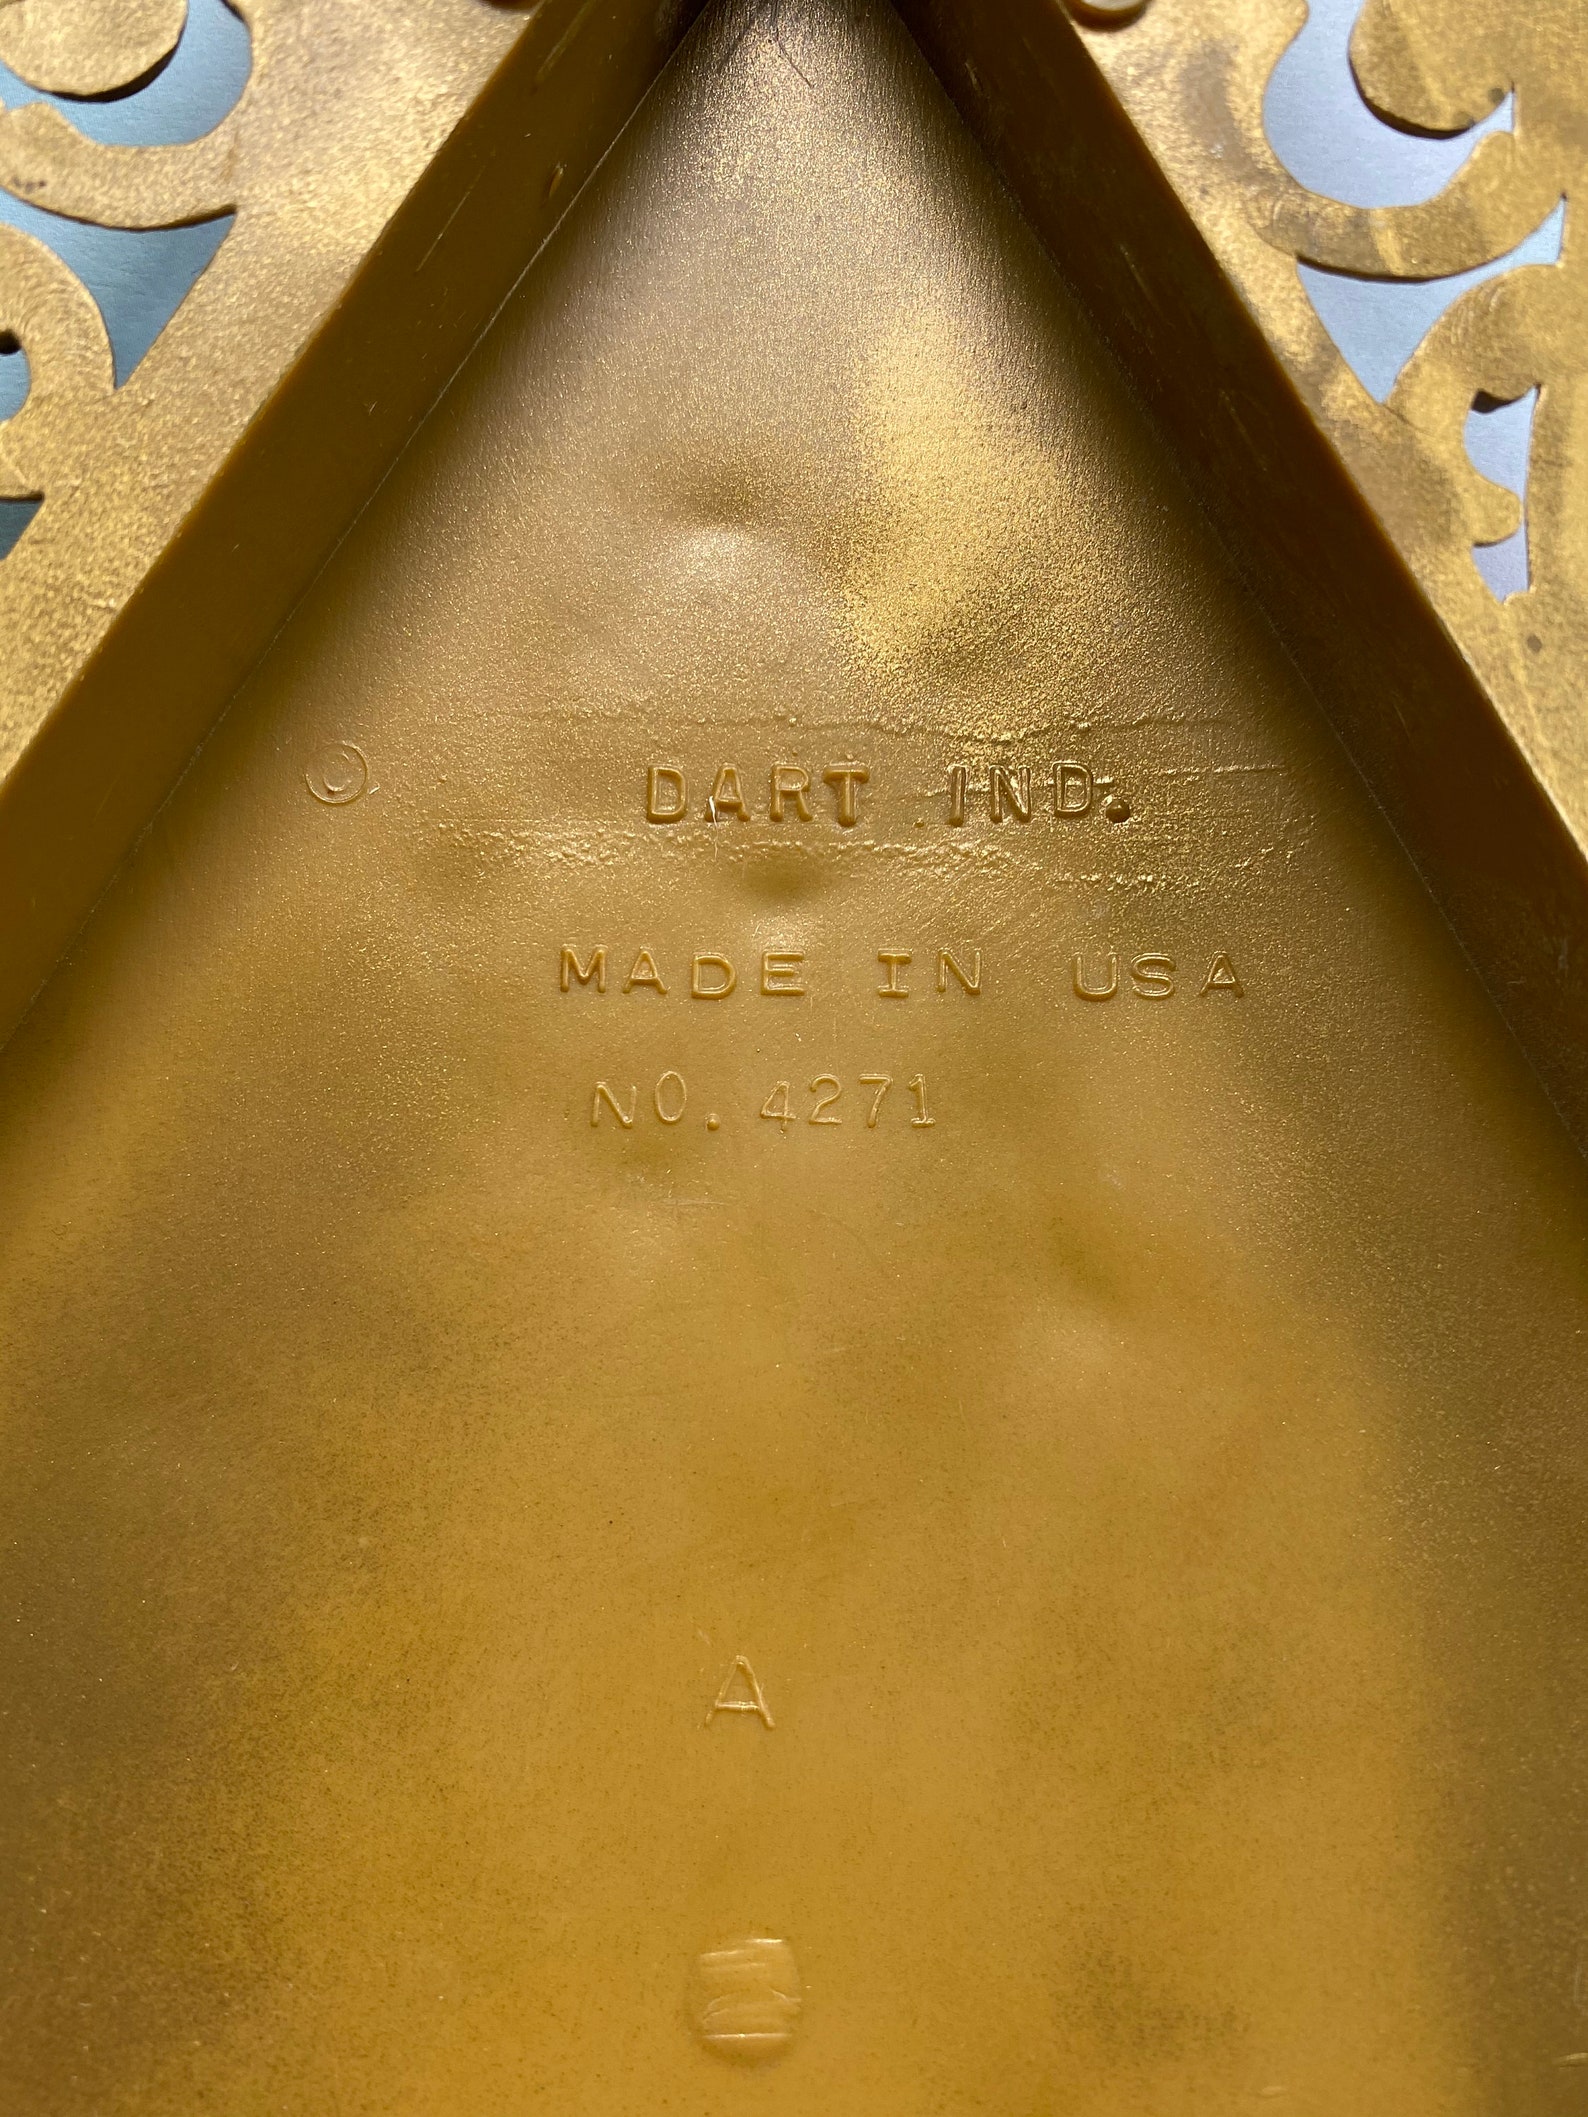 © DART IND.
MADE IN USA
NO. 4271
A